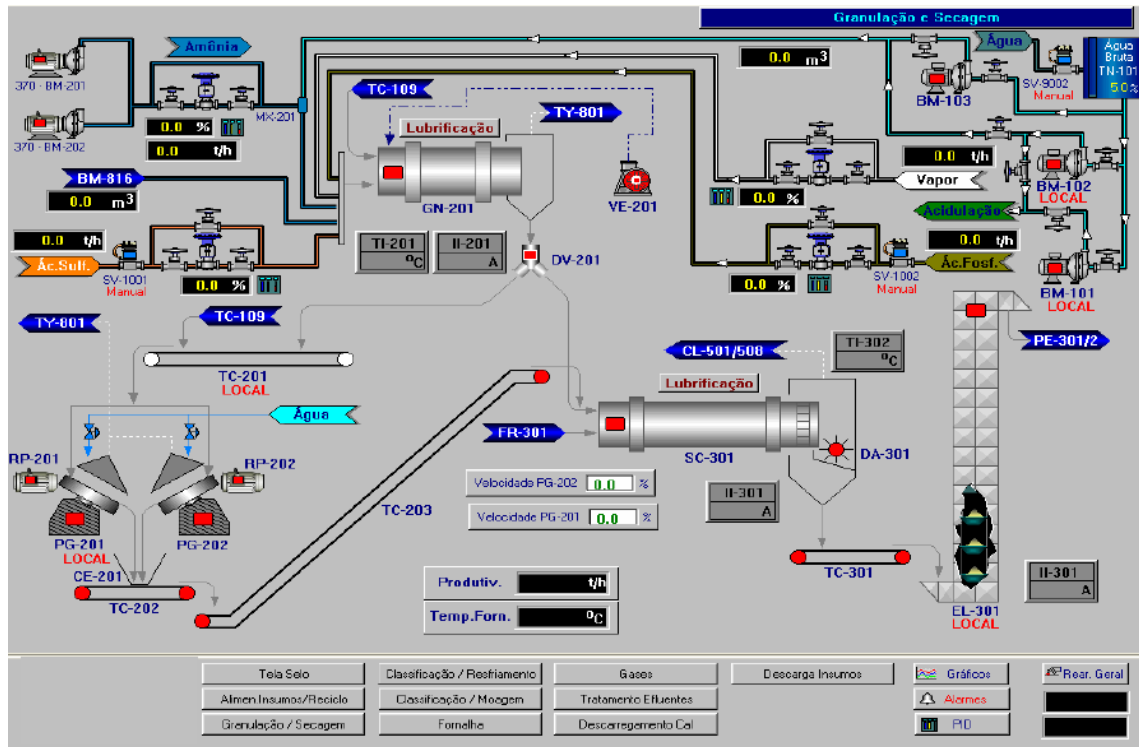 Granulação e Secagem
Amônia
Água
Água
Bruta
TN-101
50%
0.0 m³
SV-9002
Manual
370 - BM-201
TC-109
BM-103
TY-801
MX-201
0.0 %
Lubrificação
370 - BM-202
0.0 t/h
0.0 t/h
BM-816
Vapor
BM-102
LOCAL
0.0 m³
GN-201
VE-201
0.0 %
Acidulação
0.0 t/h
TI-201
ºC
II-201
A
0.0 t/h
DV-201
Ác.Sulf.
SV-1001
Manual
0.0 %
0.0 %
SV-1002
Manual
Ác.Fosf.
BM-101
LOCAL
TY-801
TC-109
PE-301/2
CL-501/508
TI-302
ºC
TC-201
LOCAL
Lubrificação
Água
FR-301
RP-201
RP-202
SC-301
DA-301
Velocidade PG-202 0.0 %
II-301
A
TC-203
Velocidade PG-201 0.0 %
PG-201
LOCAL
PG-202
CE-201
TC-301
TC-202
Produtiv. t/h
II-301
A
Temp.Forn. ºC
EL-301
LOCAL
Tela Selo
Classificação / Resfriamento
Gases
Descarga Insumos
Gráficos
Rear. Geral
Alimen Insumos/Reciclo
Classificação / Moagem
Tratamento Efluentes
Alarmes
Granulação / Secagem
Fornalha
Descarregamento Cal
PID